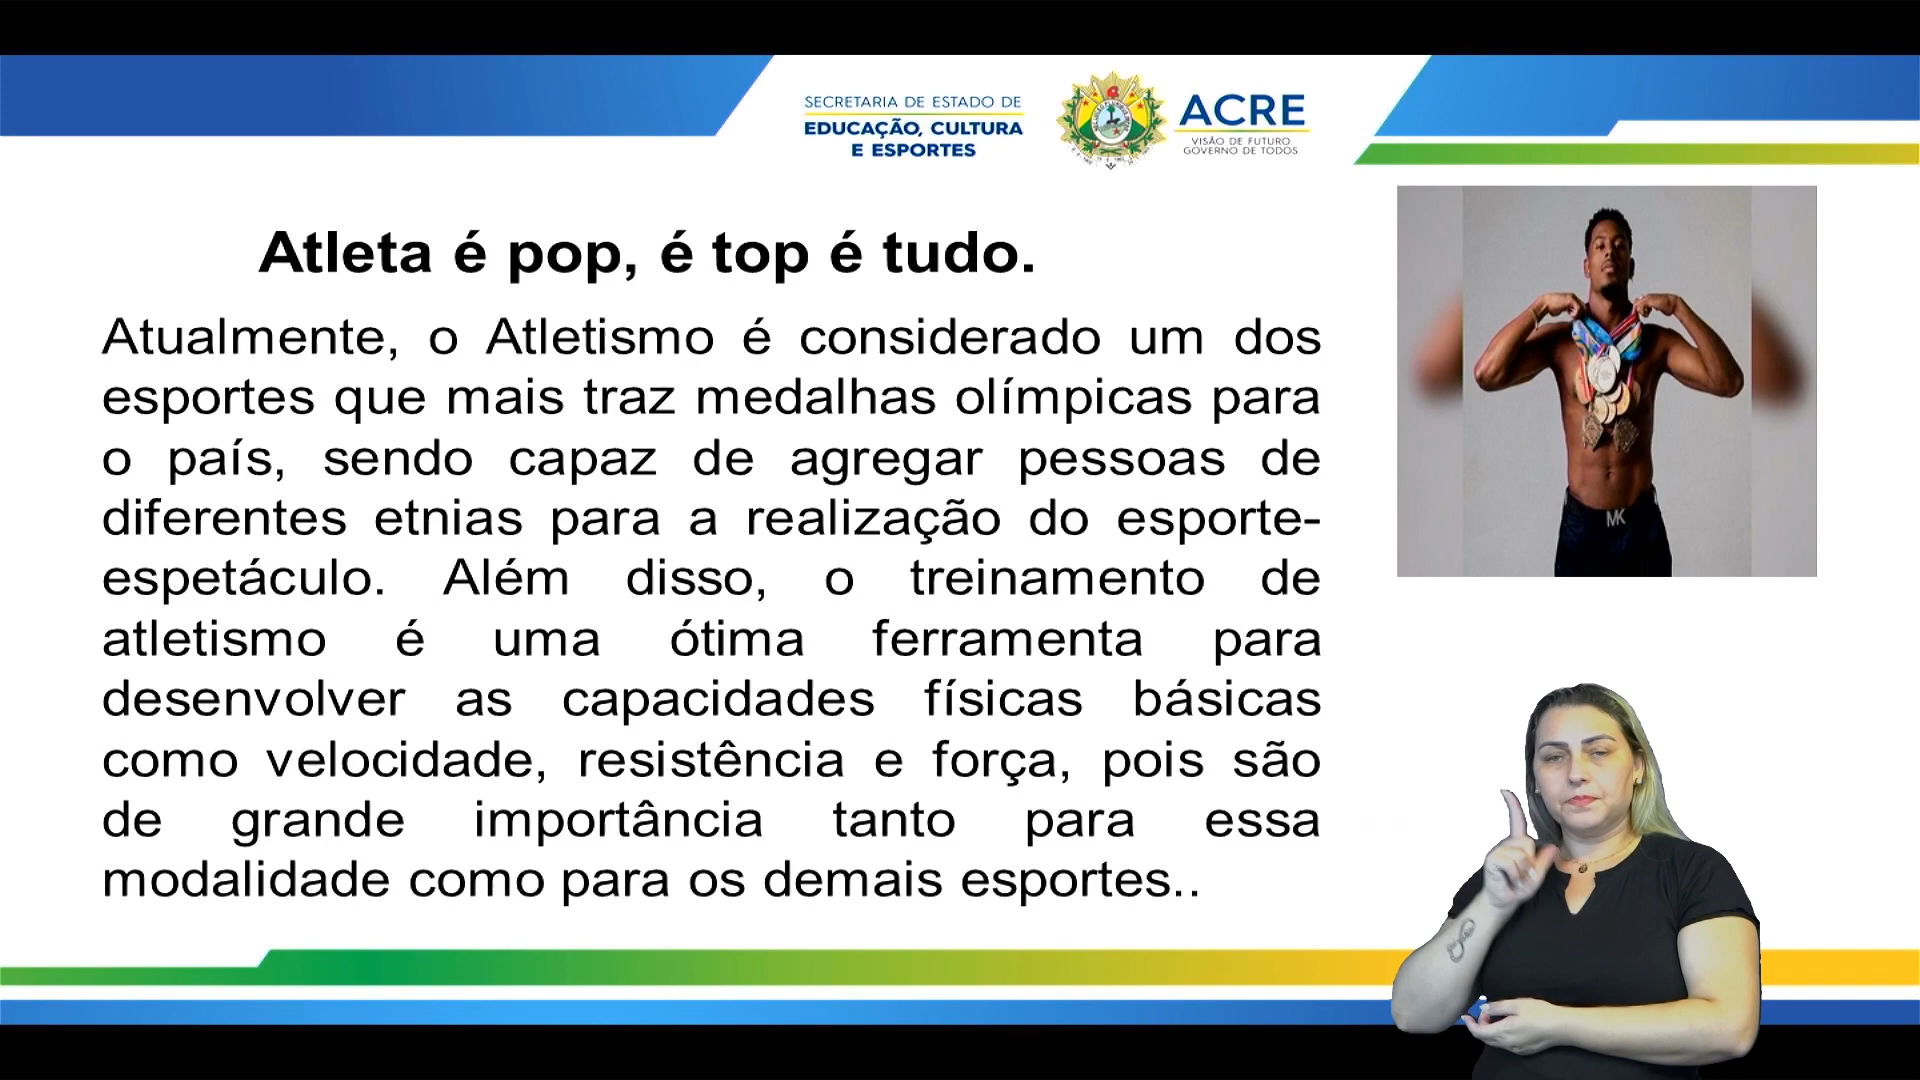 SECRETARIA DE ESTADO DE
EDUCAÇÃO, CULTURA
E ESPORTES
ACRE
VISÃO DE FUTURO
GOVERNO DE TODOS
Atleta é pop, é top é tudo.
Atualmente, o Atletismo é considerado um dos
esportes que mais traz medalhas olímpicas para
o país, sendo capaz de agregar pessoas de
diferentes etnias para a realização do esporte-
espetáculo. Além disso, o treinamento de
atletismo é uma ótima ferramenta para
desenvolver as capacidades físicas básicas
como velocidade, resistência e força, pois são
de grande importância tanto para essa
modalidade como para os demais esportes..
MK